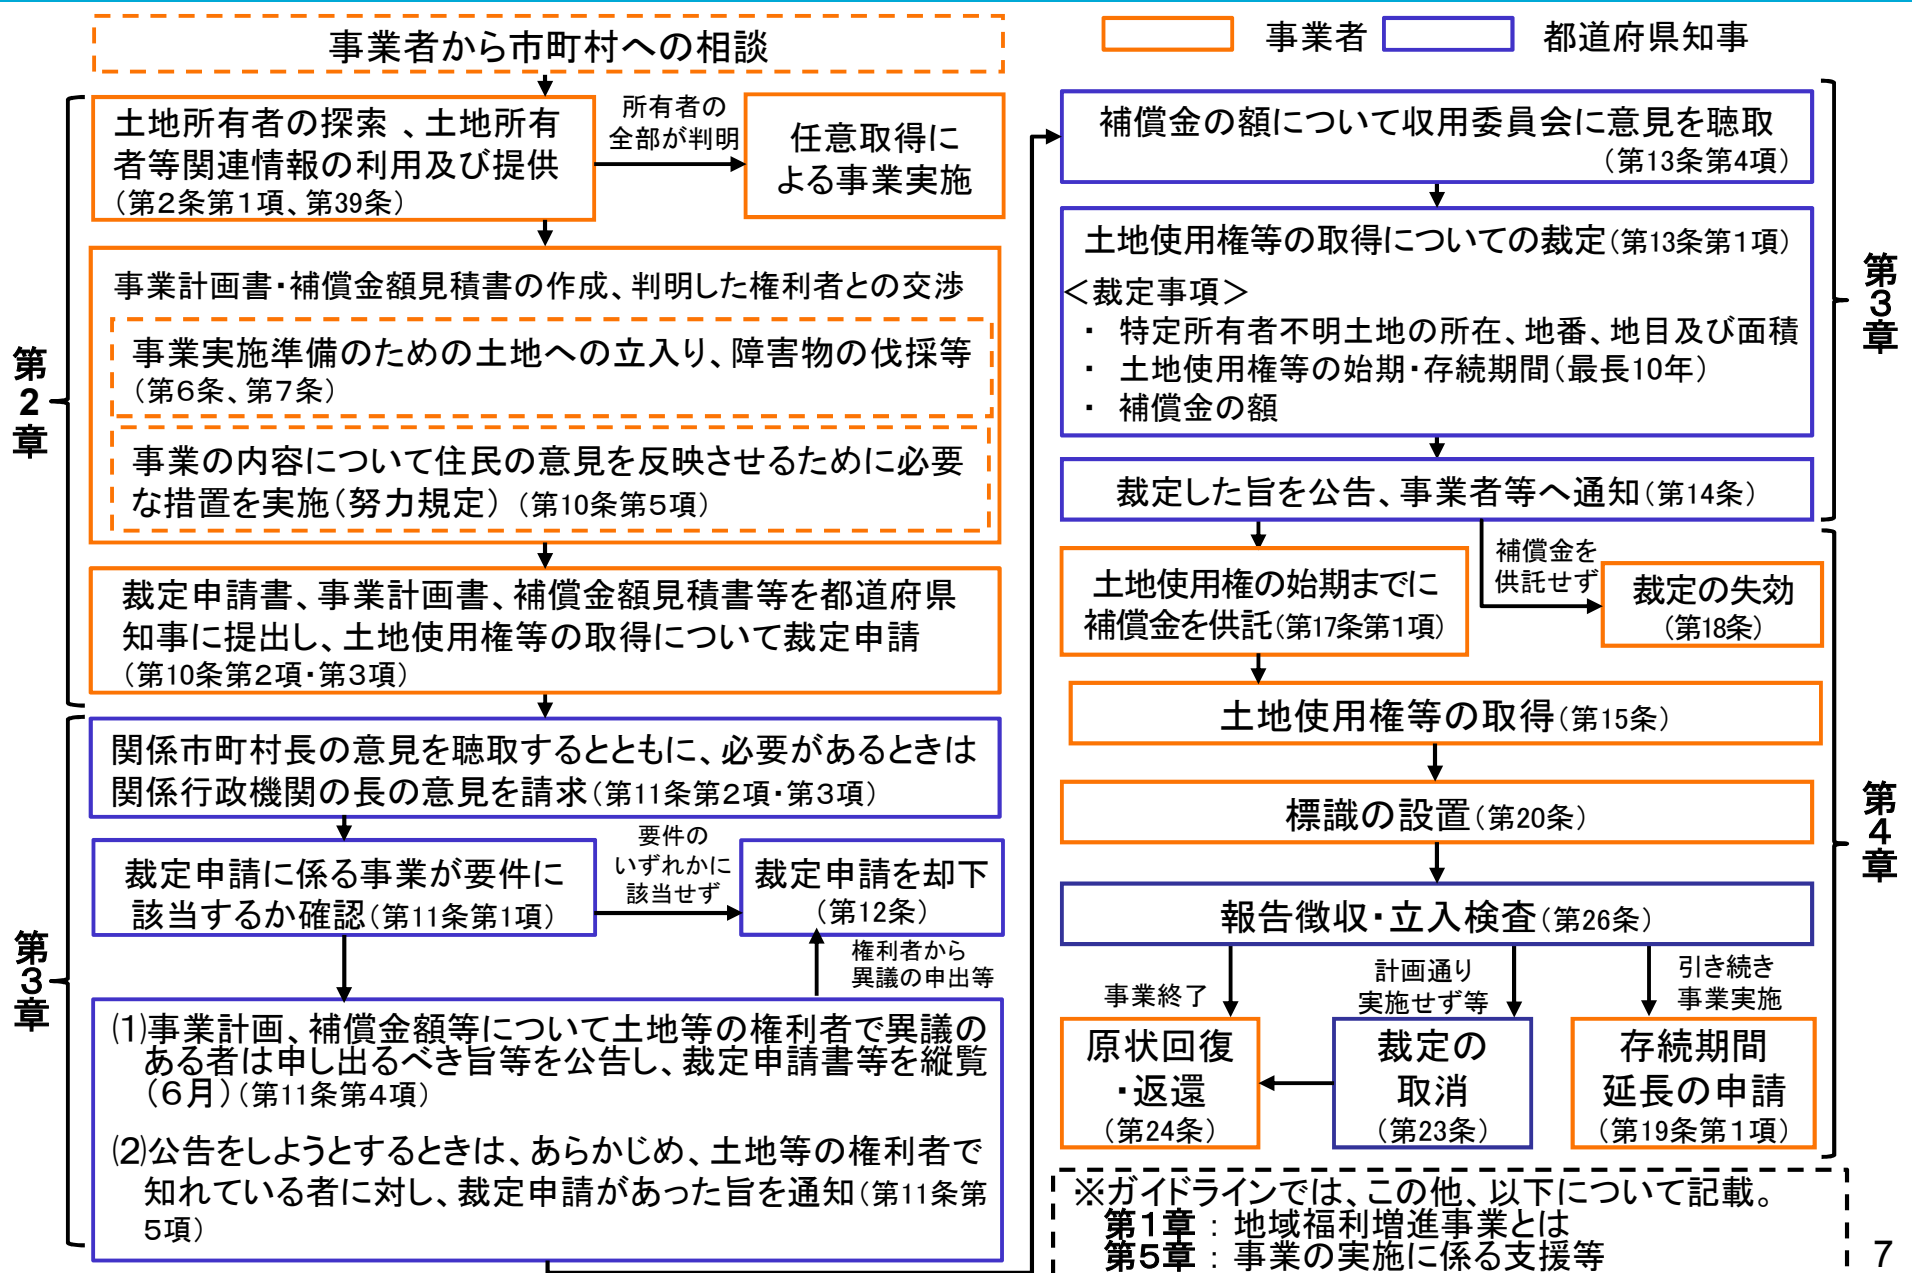 事業者から市町村への相談
事業者
都道府県知事
第2章
土地所有者の探索 、土地所有
者等関連情報の利用及び提供
（第２条第１項、第39条）
所有者の
全部が判明
任意取得に
よる事業実施
事業計画書・補償金額見積書の作成、判明した権利者との交渉
事業実施準備のための土地への立入り、障害物の伐採等
（第６条、第７条）
事業の内容について住民の意見を反映させるために必要
な措置を実施（努力規定）（第10条第５項）
裁定申請書、事業計画書、補償金額見積書等を都道府県
知事に提出し、土地使用権等の取得について裁定申請
（第10条第２項・第３項）
第3章
関係市町村長の意見を聴取するとともに、必要があるときは
関係行政機関の長の意見を請求（第11条第２項・第３項）
裁定申請に係る事業が要件に
該当するか確認（第11条第1項）
要件の
いずれかに
該当せず
裁定申請を却下
（第12条）
権利者から
異議の申出等
⑴事業計画、補償金額等について土地等の権利者で異議の
ある者は申し出るべき旨等を公告し、裁定申請書等を縦覧
（６月）（第11条第４項）
⑵公告をしようとするときは、あらかじめ、土地等の権利者で
知れている者に対し、裁定申請があった旨を通知（第11条第
５項）
補償金の額について収用委員会に意見を聴取
（第13条第４項）
第3章
土地使用権等の取得についての裁定（第13条第１項）
＜裁定事項＞
・ 特定所有者不明土地の所在、地番、地目及び面積
・ 土地使用権等の始期・存続期間（最長10年）
・ 補償金の額
裁定した旨を公告、事業者等へ通知（第14条）
第4章
土地使用権の始期までに
補償金を供託（第17条第１項）
補償金を
供託せず
裁定の失効
（第18条）
土地使用権等の取得（第15条）
標識の設置（第20条）
報告徴収・立入検査（第26条）
事業終了
計画通り
実施せず等
引き続き
事業実施
原状回復
・返還
（第24条）
裁定の
取消
（第23条）
存続期間
延長の申請
（第19条第１項）
※ガイドラインでは、この他、以下について記載。
第１章 ： 地域福利増進事業とは
第５章 ： 事業の実施に係る支援等
7